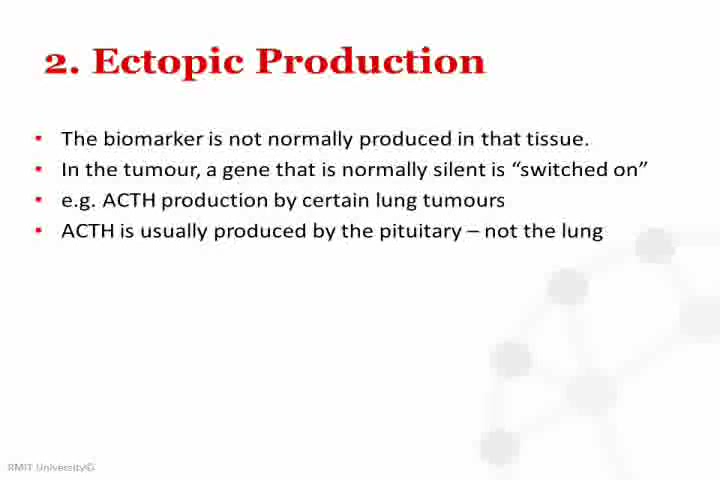 2. Ectopic Production
▪ The biomarker is not normally produced in that tissue.
▪ In the tumour, a gene that is normally silent is “switched on”
▪ e.g. ACTH production by certain lung tumours
▪ ACTH is usually produced by the pituitary – not the lung
RMIT University©